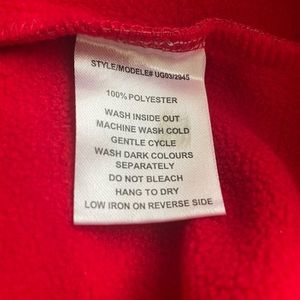 STYLE/MODELE# UG03/2945
100% POLYESTER
WASH INSIDE OUT
MACHINE WASH COLD
GENTLE CYCLE
WASH DARK COLOURS
SEPARATELY
DO NOT BLEACH
HANG TO DRY
LOW IRON ON REVERSE SIDE